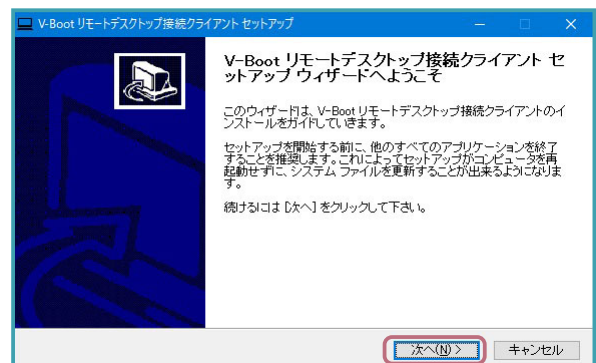 V-Boot リモートデスクトップ接続クライアント セットアップ
V-Boot リモートデスクトップ接続クライアント セ
ットアップ ウィザードへようこそ
このウィザードは、V-Boot リモートデスクトップ接続クライアントのイ
ンストールをガイドしていきます。
セットアップを開始する前に、他のすべてのアプリケーションを終了
することを推奨します。これによってセットアップがコンピュータを再
起動せずに、システム ファイルを更新することが出来るようになりま
す。
続けるには [次へ] をクリックして下さい。
次へ(N) >
キャンセル